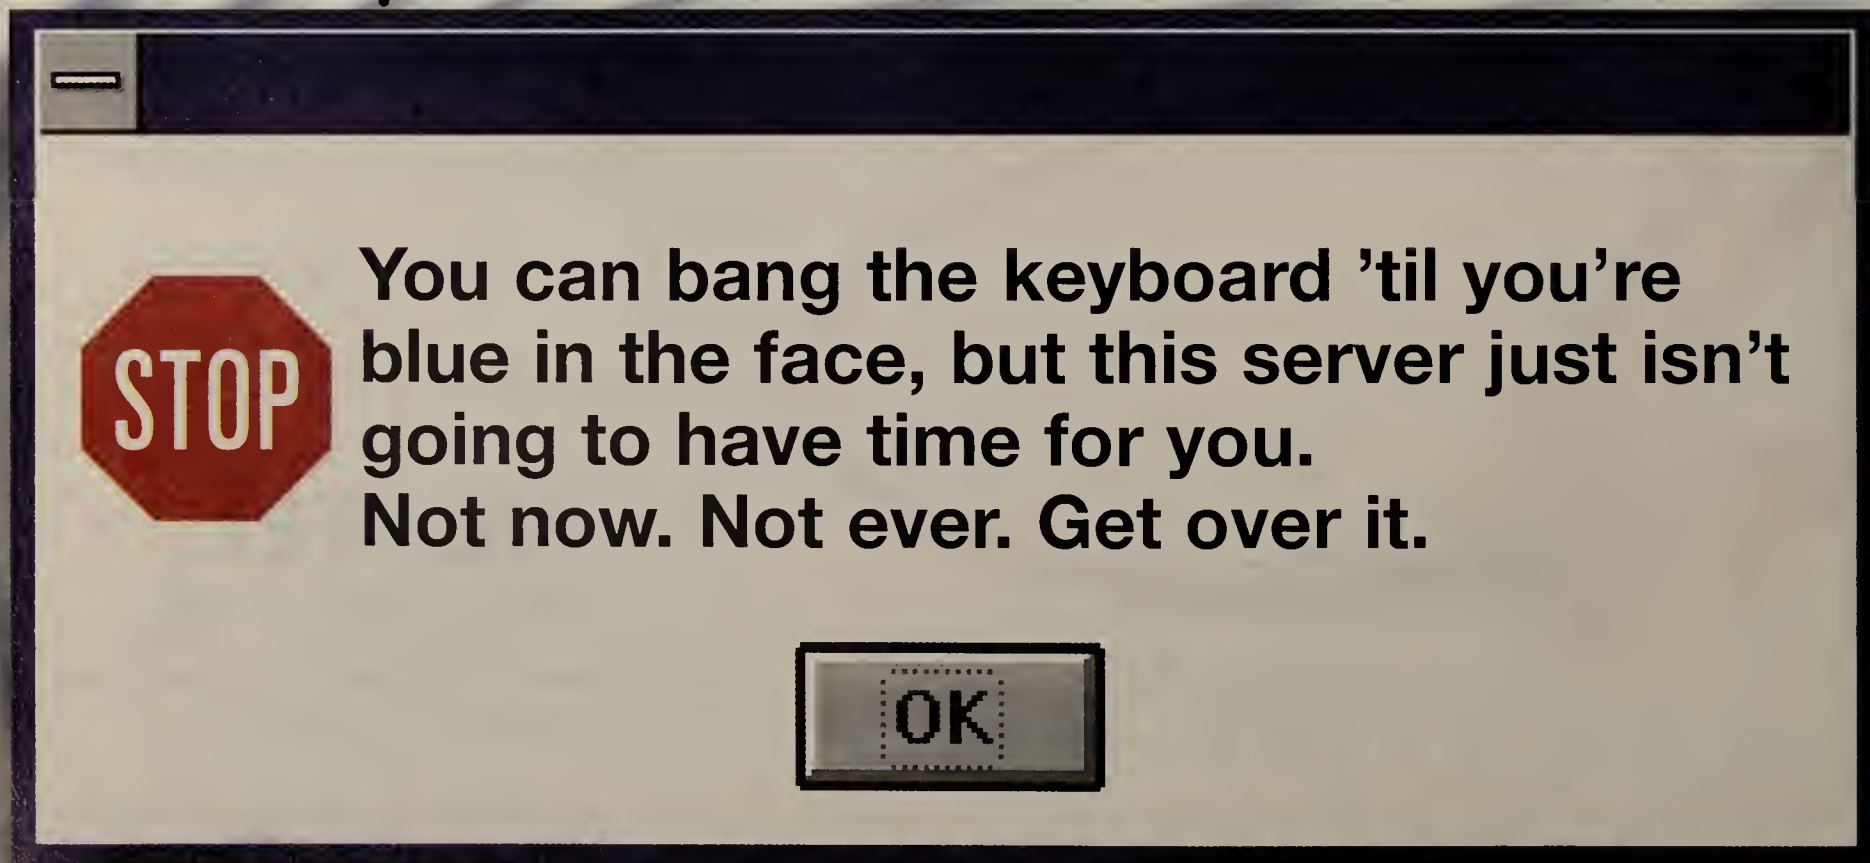 STOP
You can bang the keyboard ’til you’re
blue in the face, but this server just isn’t
going to have time for you.
Not now. Not ever. Get over it.
OK